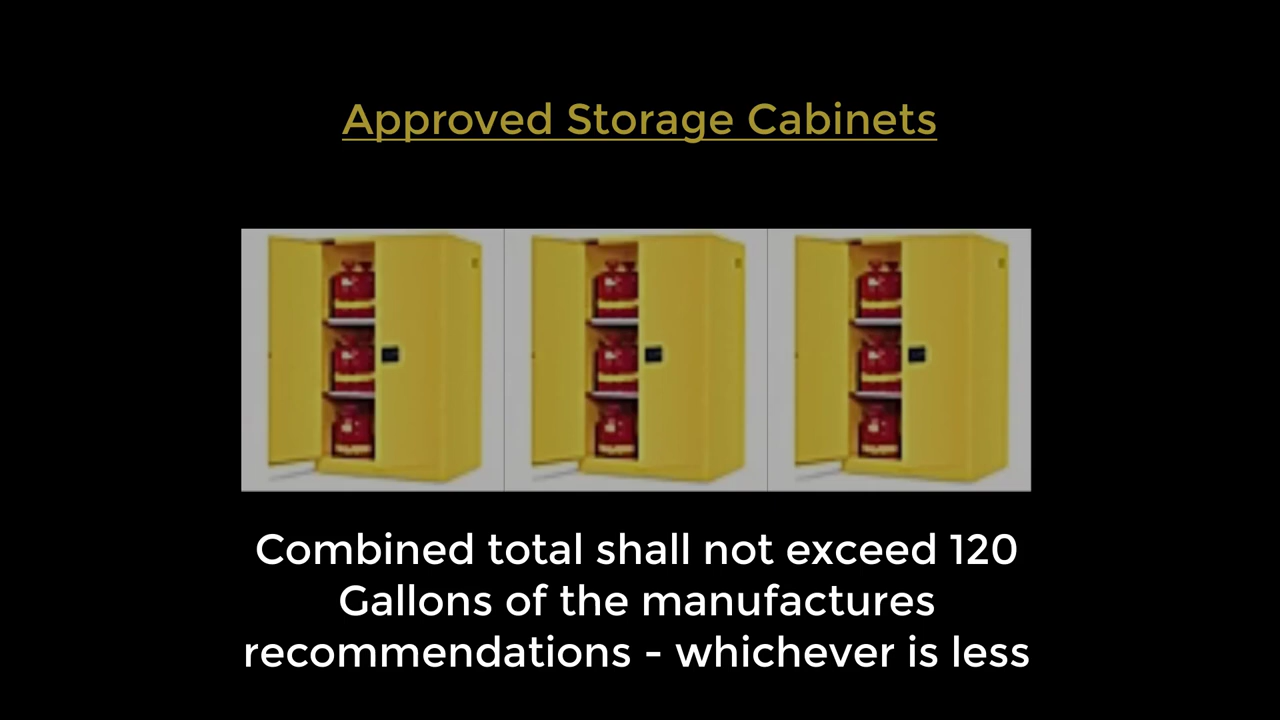 Approved Storage Cabinets
Combined total shall not exceed 120
Gallons of the manufactures
recommendations - whichever is less